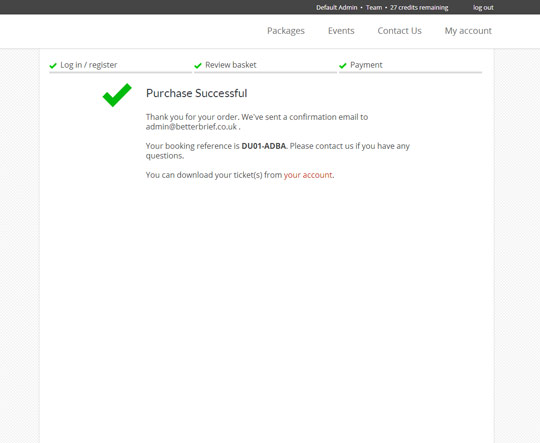 Default Admin • Team • 27 credits remaining log out
Packages Events Contact Us My account
Log in / register Review basket Payment
Purchase Successful
Thank you for your order. We've sent a confirmation email to
admin@betterbrief.co.uk .
Your booking reference is DU01-ADBA. Please contact us if you have any
questions.
You can download your ticket(s) from your account.